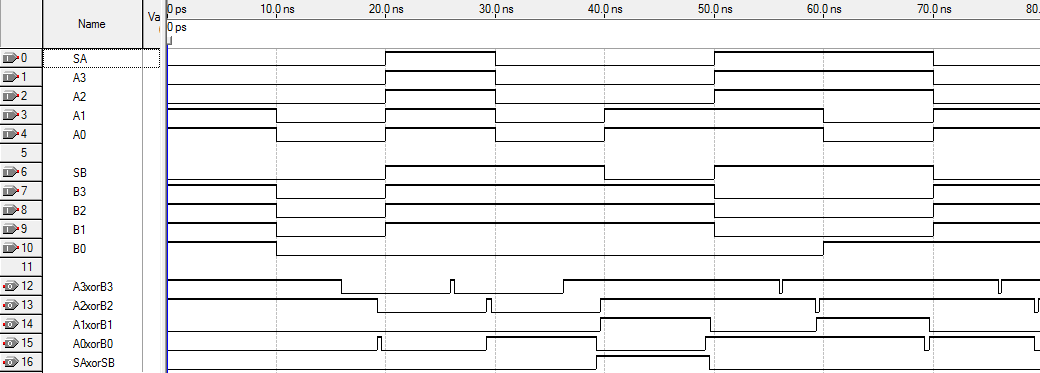 Name Va 0 ps 10.0 ns 20.0 ns 30.0 ns 40.0 ns 50.0 ns 60.0 ns 70.0 ns 80.
0 ps
0 SA
1 A3
2 A2
3 A1
4 A0
5
6 SB
7 B3
8 B2
9 B1
10 B0
11
12 A3xorB3
13 A2xorB2
14 A1xorB1
15 A0xorB0
16 SAxorSB